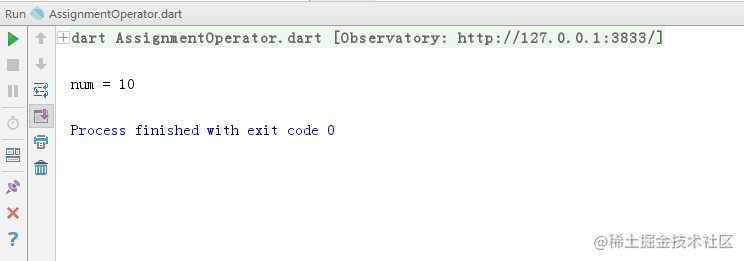 Run AssignmentOperator.dart
dart AssignmentOperator.dart [Observatory: http://127.0.0.1:3833/]
num = 10
Process finished with exit code 0
@稀土掘金技术社区